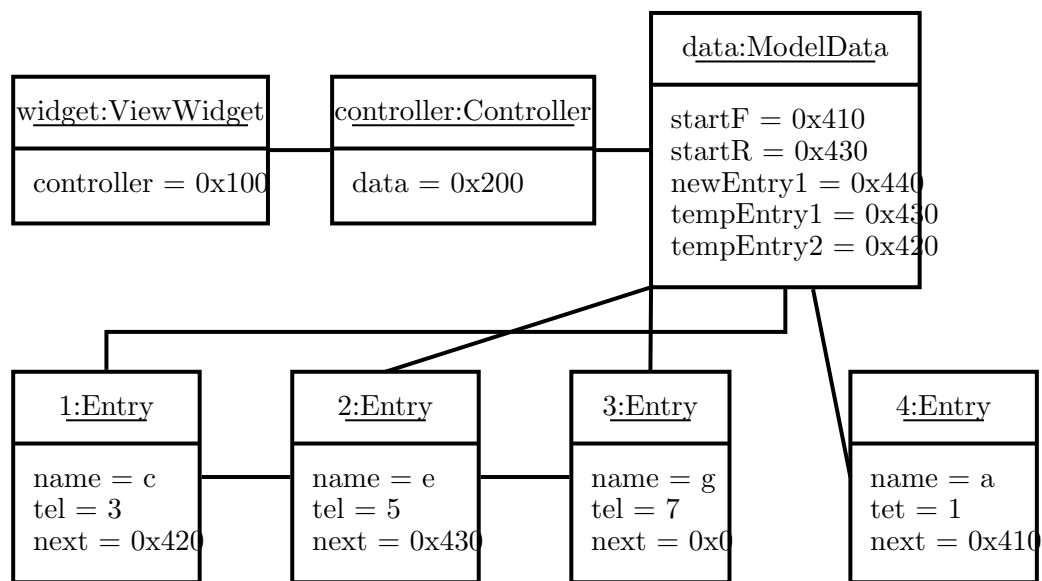 data:ModelData
startF = 0x410
startR = 0x430
newEntry1 = 0x440
tempEntry1 = 0x430
tempEntry2 = 0x420
widget:ViewWidget
controller = 0x100
controller:Controller
data = 0x200
1:Entry
name = c
tel = 3
next = 0x420
2:Entry
name = e
tel = 5
next = 0x430
3:Entry
name = g
tel = 7
next = 0x0
4:Entry
name = a
tet = 1
next = 0x410